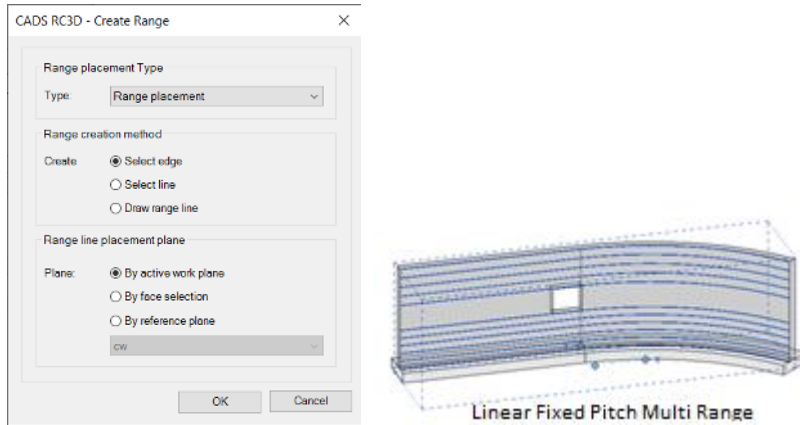 CADS RC3D - Create Range
Range placement Type
Type: Range placement
Range creation method
Create Select edge
Select line
Draw range line
Range line placement plane
Plane: By active work plane
By face selection
By reference plane
cw
OK Cancel
Linear Fixed Pitch Multi Range